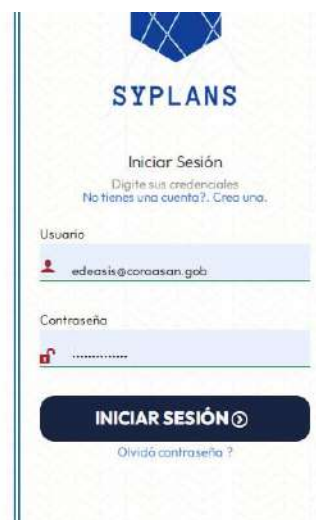 SYPLANS
Iniciar Sesión
Digite sus credenciales
No tienes una cuenta?. Crea una.
Usuario
edeasis@coraasan.gob
Contraseña
..............
INICIAR SESIÓN
Olvidó contraseña ?